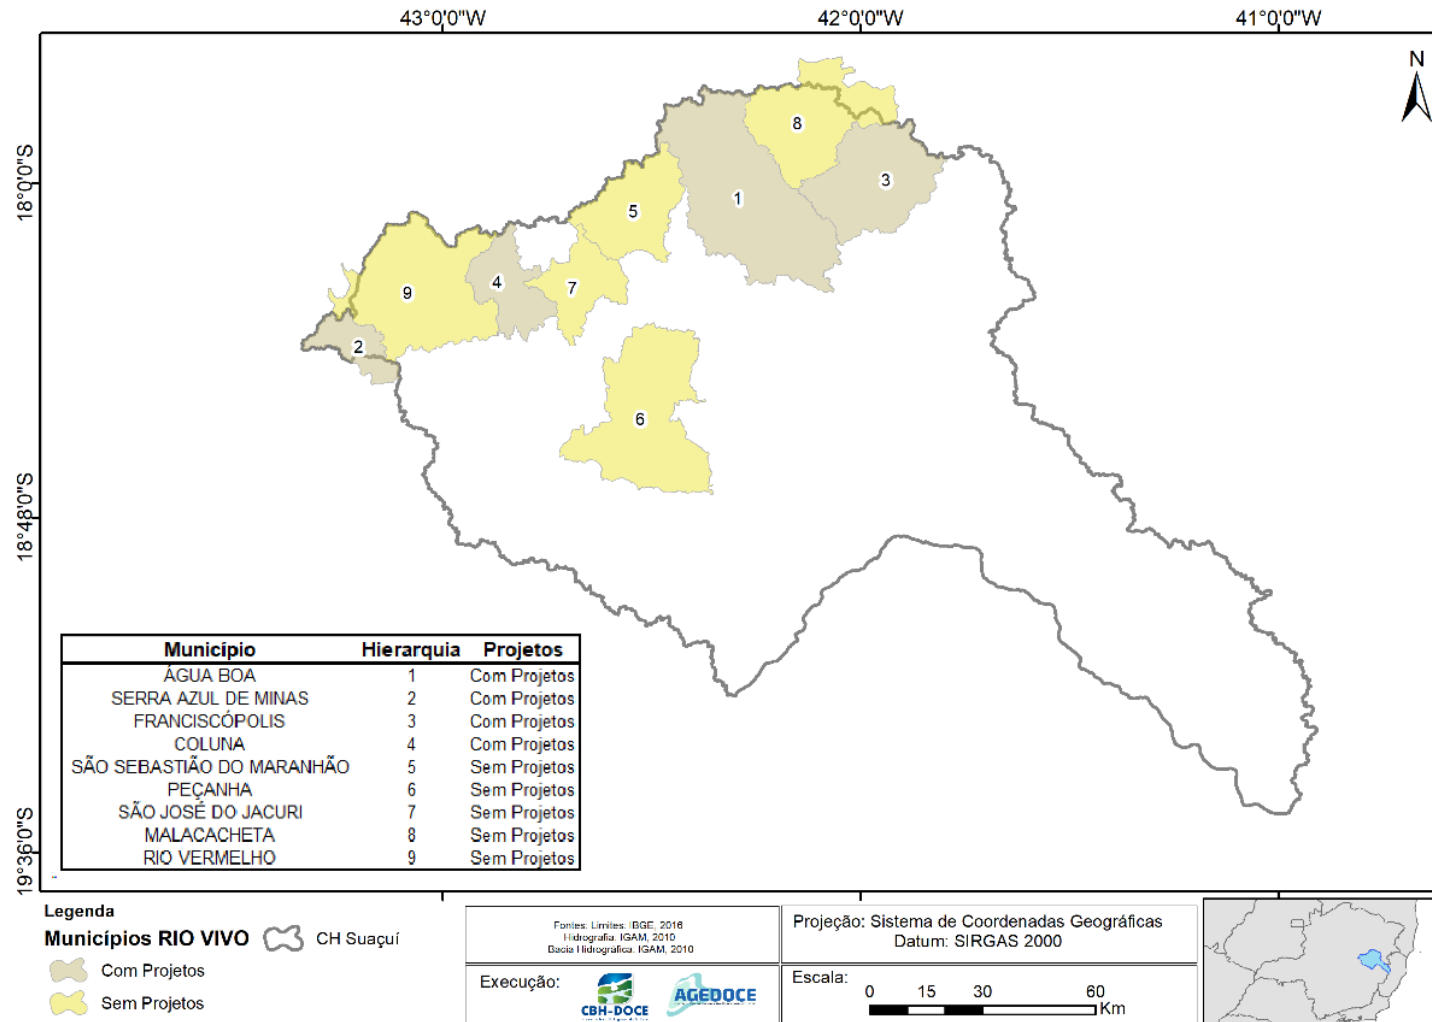 43°0'0"W 42°0'0"W 41°0'0"W
N
18°0'0"S
18°48'0"S
19°36'0"S
8
3
1
5
4
7
9
2
6
Município Hierarquia Projetos
ÁGUA BOA 1 Com Projetos
SERRA AZUL DE MINAS 2 Com Projetos
FRANCISCÓPOLIS 3 Com Projetos
COLUNA 4 Com Projetos
SÃO SEBASTIÃO DO MARANHÃO 5 Sem Projetos
PEÇANHA 6 Sem Projetos
SÃO JOSÉ DO JACURI 7 Sem Projetos
MALACACHETA 8 Sem Projetos
RIO VERMELHO 9 Sem Projetos
Legenda
Municípios RIO VIVO CH Suaçuí
Com Projetos
Sem Projetos
Fontes: Limites: IBGE, 2016
Hidrografia: IGAM, 2010
Bacia Hidrográfica: IGAM, 2010
Execução:
CBH-DOCE
AGEDOCE
Projeção: Sistema de Coordenadas Geográficas
Datum: SIRGAS 2000
Escala:
0 15 30 60
Km